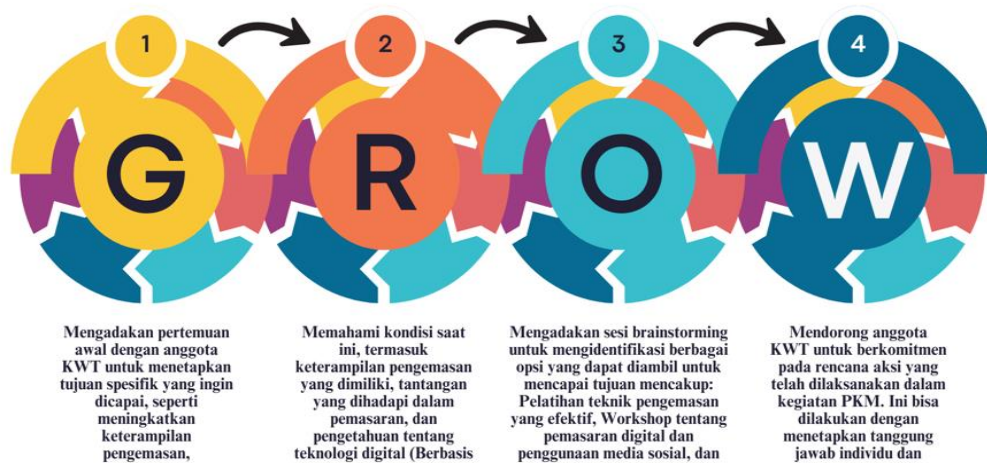 1
2
3
4
G
R
O
W
Mengadakan pertemuan
awal dengan anggota
KWT untuk menetapkan
tujuan spesifik yang ingin
dicapai, seperti
meningkatkan
keterampilan
pengemasan,
Memahami kondisi saat
ini, termasuk
keterampilan pengemasan
yang dimiliki, tantangan
yang dihadapi dalam
pemasaran, dan
pengetahuan tentang
teknologi digital (Berbasis
Mengadakan sesi brainstorming
untuk mengidentifikasi berbagai
opsi yang dapat diambil untuk
mencapai tujuan mencakup:
Pelatihan teknik pengemasan
yang efektif, Workshop tentang
pemasaran digital dan
penggunaan media sosial, dan
Mendorong anggota
KWT untuk berkomitmen
pada rencana aksi yang
telah dilaksanakan dalam
kegiatan PKM. Ini bisa
dilakukan dengan
menetapkan tanggung
jawab individu dan